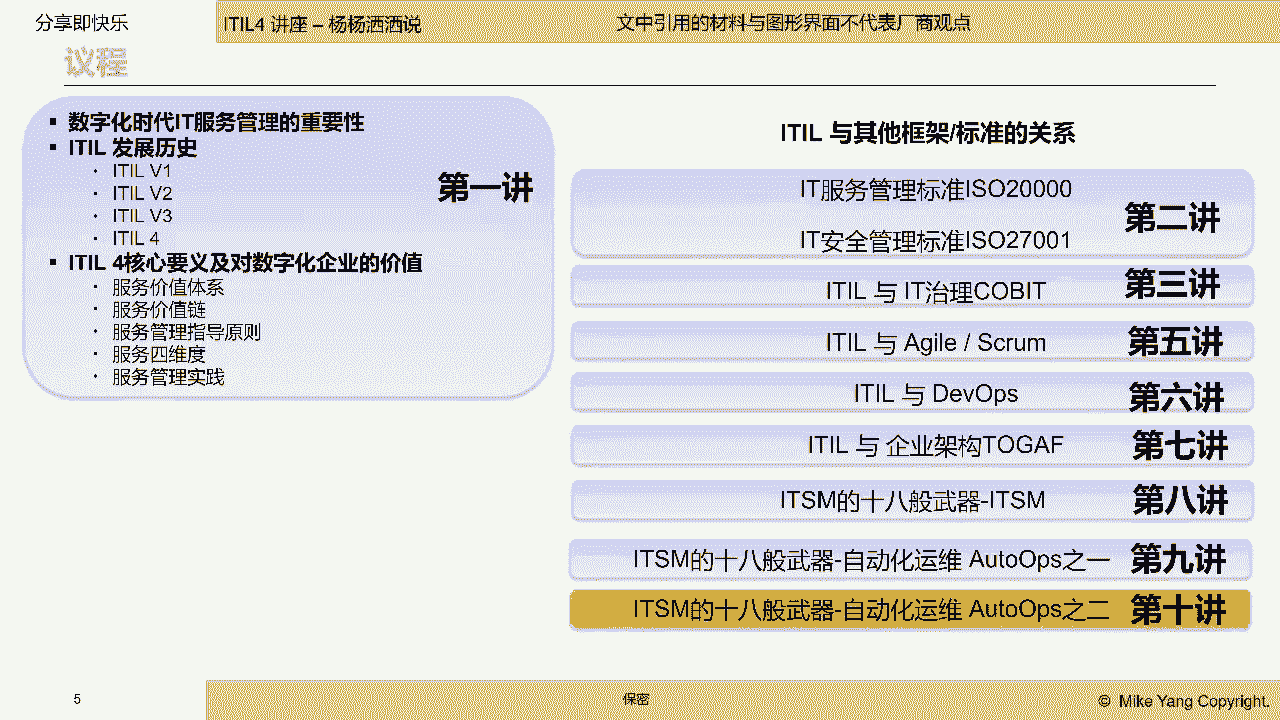 分享即快乐
ITIL4 讲座 – 杨杨洒洒说
文中引用的材料与图形界面不代表厂商观点
议程
▪ 数字化时代IT服务管理的重要性
▪ ITIL 发展历史
· ITIL V1
· ITIL V2
· ITIL V3
· ITIL 4
第一讲
▪ ITIL 4核心要义及对数字化企业的价值
· 服务价值体系
· 服务价值链
· 服务管理指导原则
· 服务四维度
· 服务管理实践
ITIL 与其他框架/标准的关系
IT服务管理标准ISO20000
IT安全管理标准ISO27001
第二讲
ITIL 与 IT治理COBIT 第三讲
ITIL 与 Agile / Scrum 第五讲
ITIL 与 DevOps 第六讲
ITIL 与 企业架构TOGAF 第七讲
ITSM的十八般武器-ITSM 第八讲
ITSM的十八般武器-自动化运维 AutoOps之一 第九讲
ITSM的十八般武器-自动化运维 AutoOps之二 第十讲
5
保密
© Mike Yang Copyright.